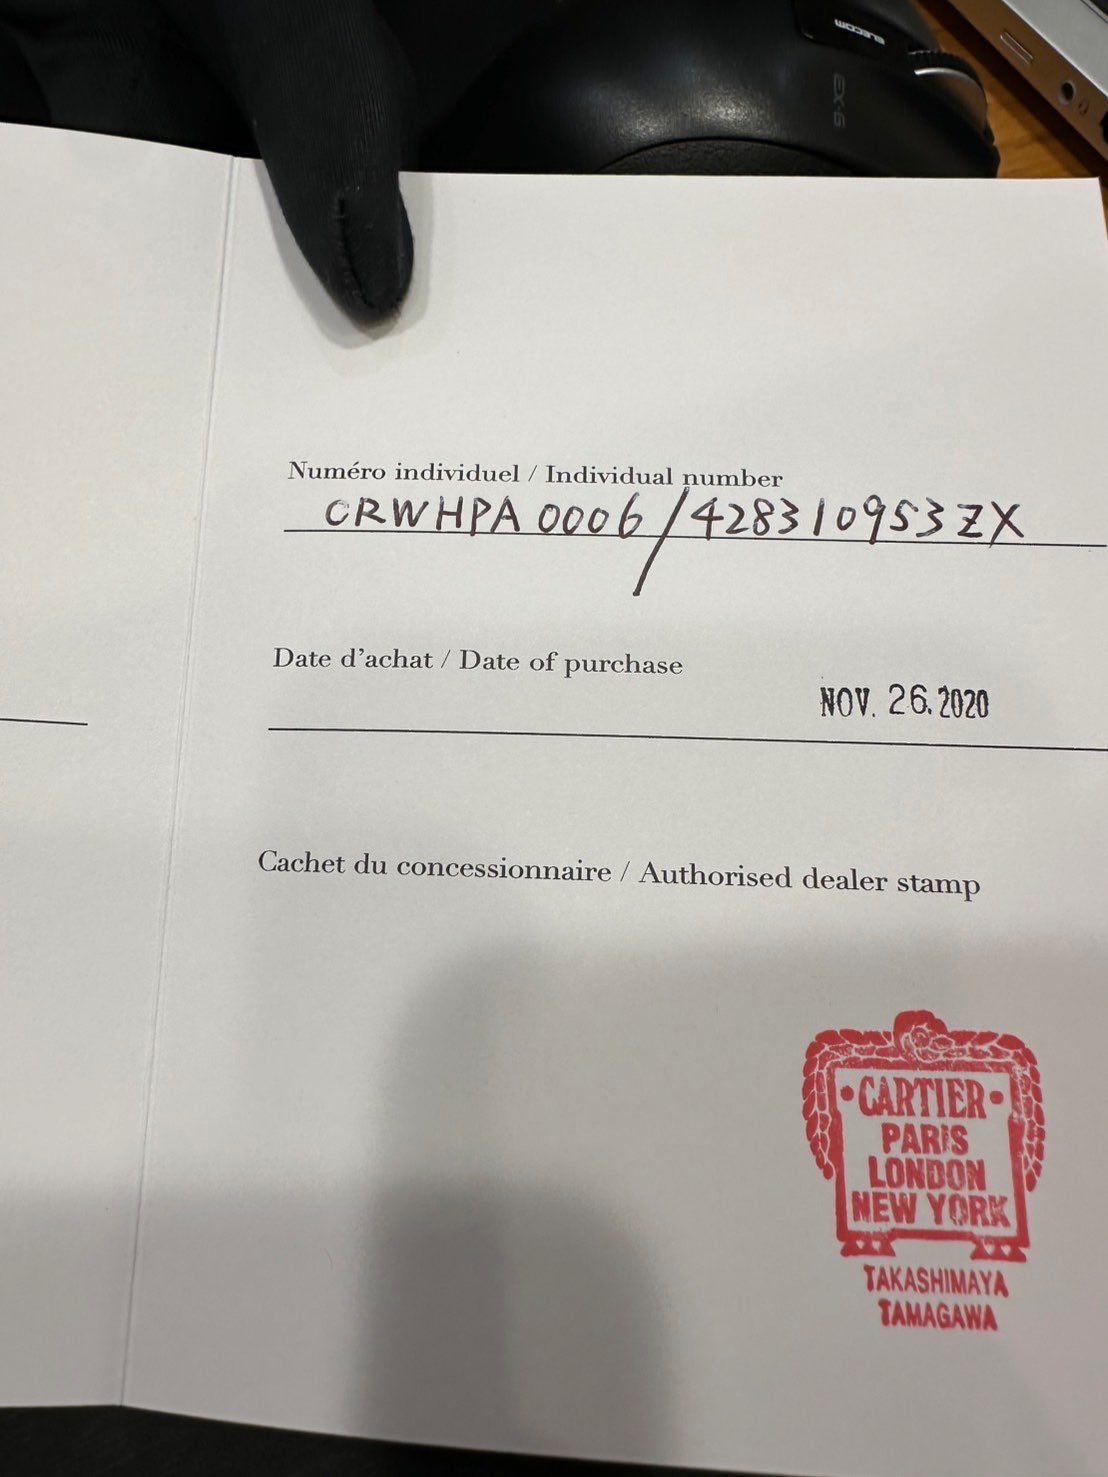 ELECOM
EX-G
Numéro individuel / Individual number
CRWHPA0006/428310953ZX
Date d'achat / Date of purchase
NOV. 26.2020
Cachet du concessionnaire / Authorised dealer stamp
•CARTIER•
PARIS
LONDON
NEW YORK
TAKASHIMAYA
TAMAGAWA